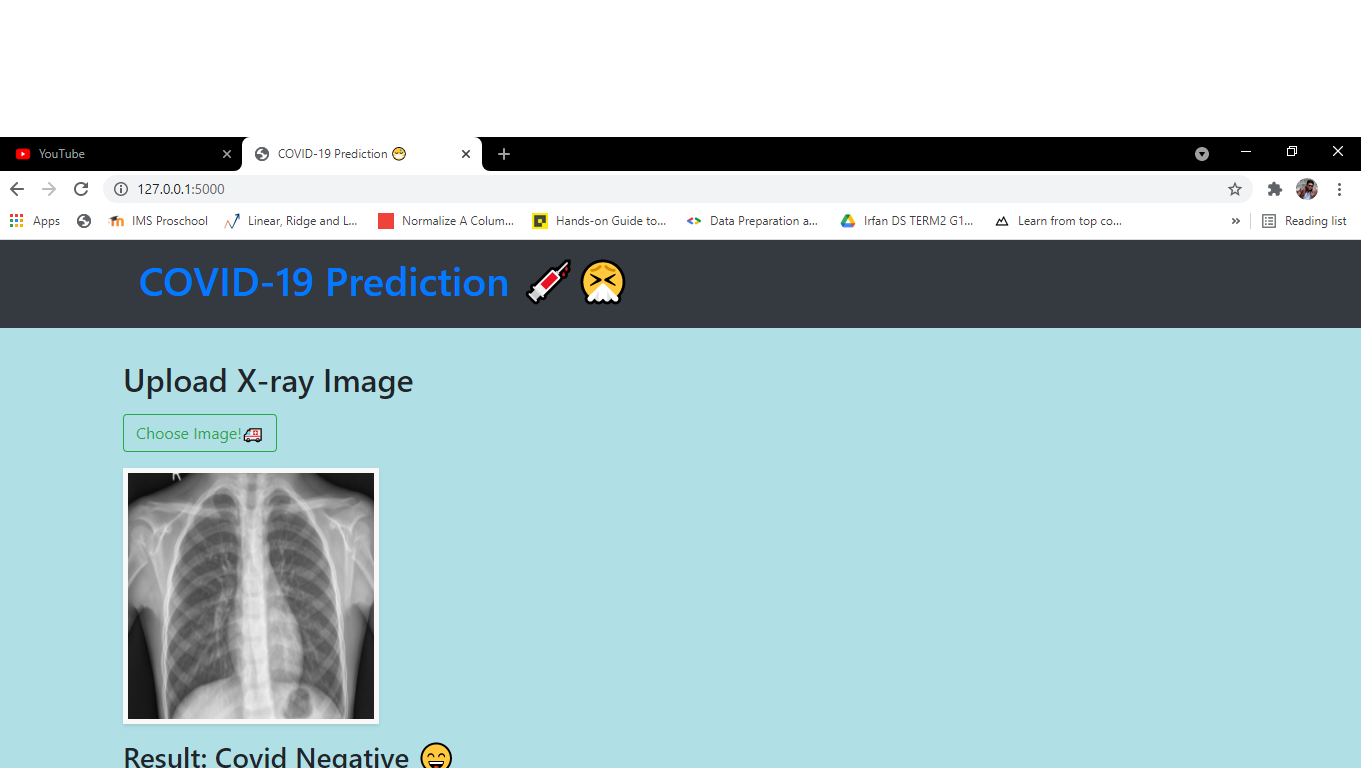 YouTube
COVID-19 Prediction 😷
127.0.0.1:5000
Apps IMS Proschool Linear, Ridge and L... Normalize A Colum... Hands-on Guide to... Data Preparation a... Irfan DS TERM2 G1... Learn from top co... » Reading list
COVID-19 Prediction 💉😤
Upload X-ray Image
Choose Image!🚑
R
Result: Covid Negative 😄